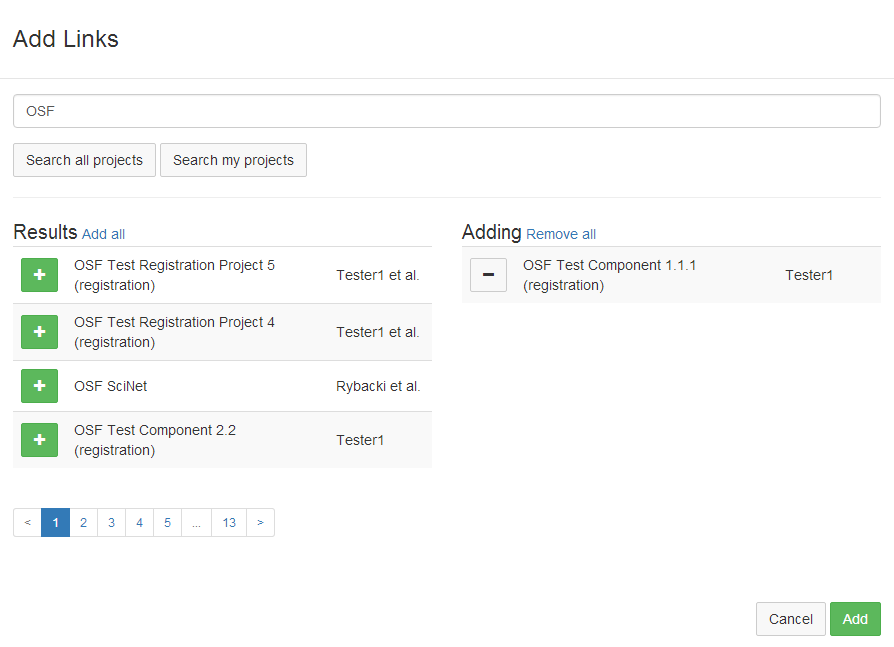 Add Links
OSF
Search all projects Search my projects
Results Add all
OSF Test Registration Project 5
(registration)
Tester1 et al.
OSF Test Registration Project 4
(registration)
Tester1 et al.
OSF SciNet
Rybacki et al.
OSF Test Component 2.2
(registration)
Tester1
< 1 2 3 4 5 ... 13 >
Adding Remove all
OSF Test Component 1.1.1
(registration)
Tester1
Cancel Add